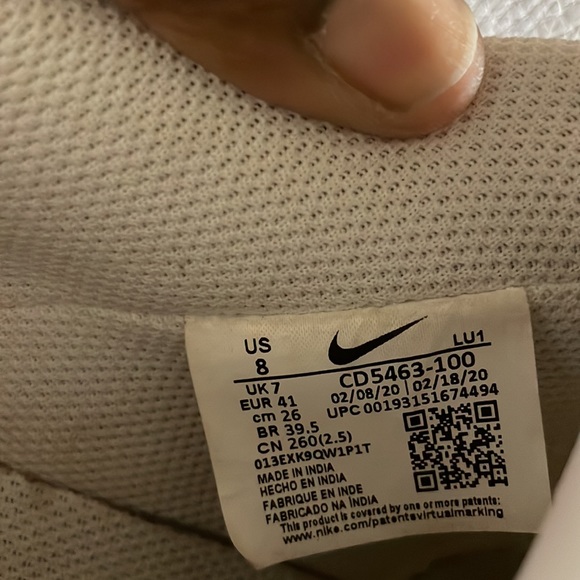 US
8
LU1
CD5463-100
UK 7
02/08/20 | 02/18/20
EUR 41
UPC 00193151674494
cm 26
BR 39.5
CN 260(2.5)
013EXK9QW1P1T
MADE IN INDIA
HECHO EN INDIA
FABRIQUE EN INDE
FABRICADO NA ÍNDIA
This product is covered by one or more patents:
www.nike.com/patentsvirtualmarking